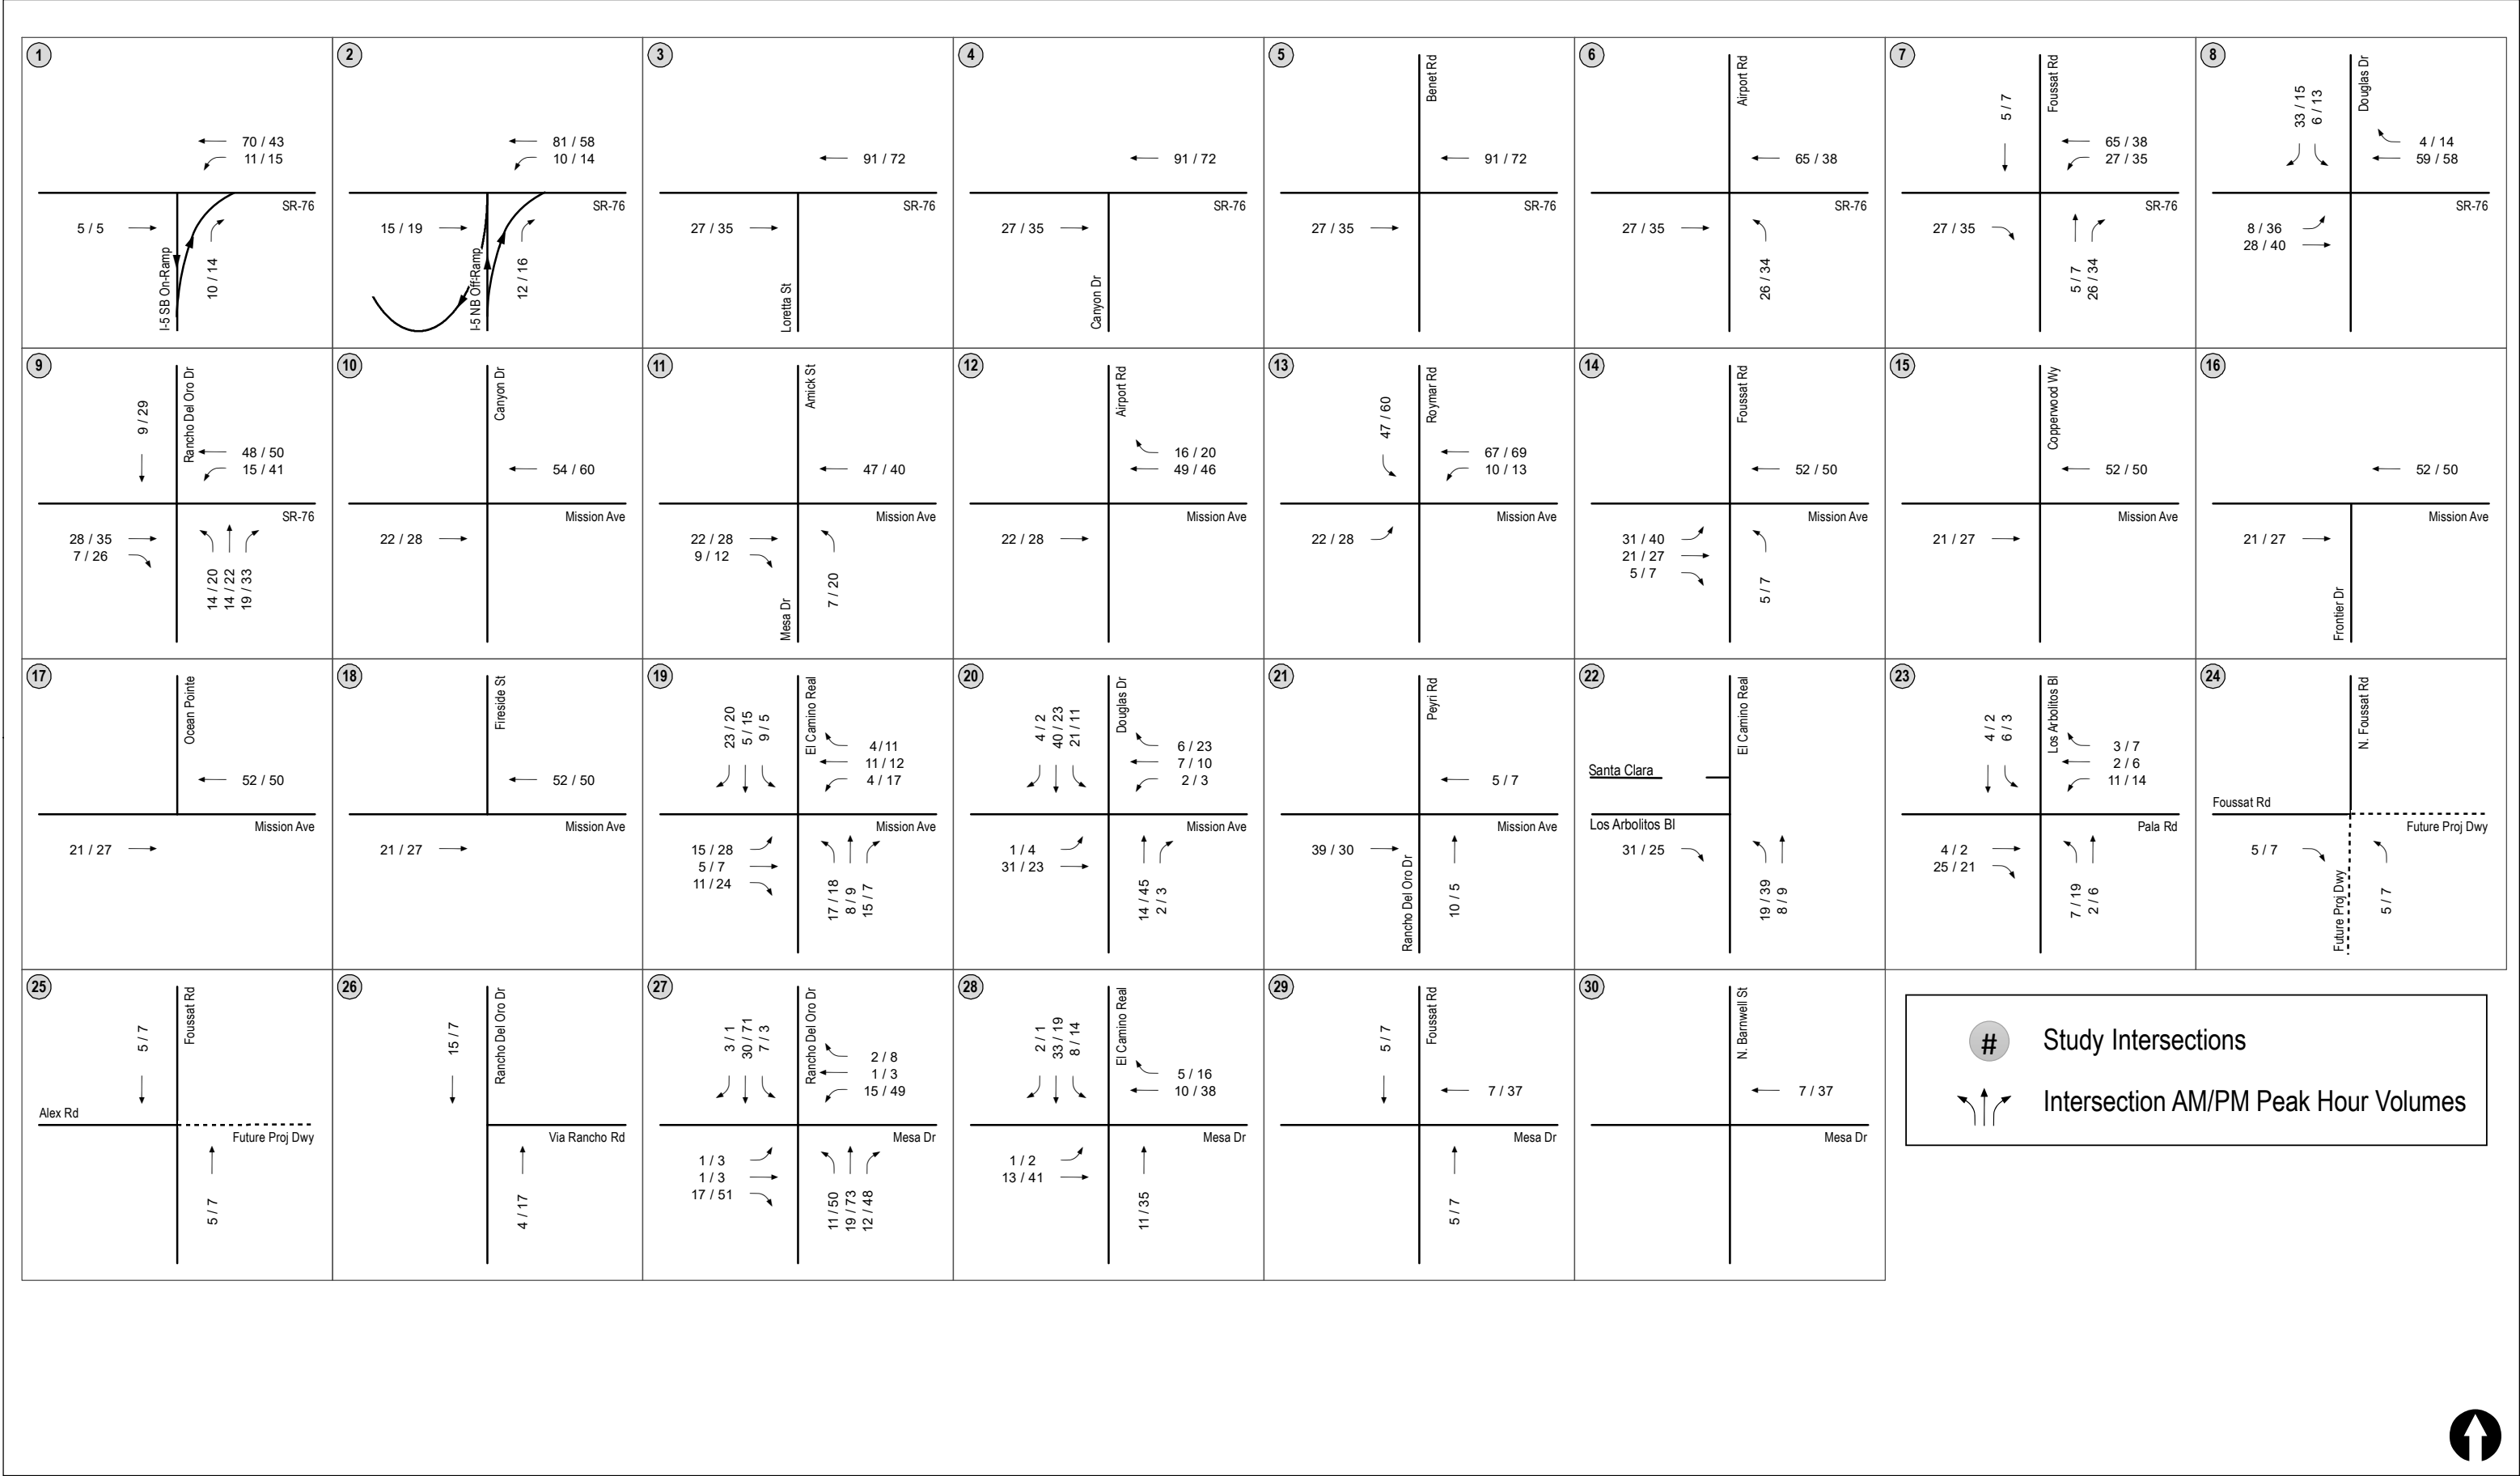 1
70 / 43
11 / 15
SR-76
5 / 5
I-5 SB On-Ramp
10 / 14
2
81 / 58
10 / 14
SR-76
15 / 19
I-5 NB Off-Ramp
12 / 16
3
91 / 72
SR-76
27 / 35
Loretta St
4
91 / 72
SR-76
27 / 35
Canyon Dr
5
Benet Rd
91 / 72
SR-76
27 / 35
6
Airport Rd
65 / 38
SR-76
27 / 35
26 / 34
7
5 / 7
Foussat Rd
65 / 38
27 / 35
SR-76
27 / 35
5 / 7
26 / 34
8
33 / 15
6 / 13
Douglas Dr
4 / 14
59 / 58
SR-76
8 / 36
28 / 40
9
9 / 29
Rancho Del Oro Dr
48 / 50
15 / 41
SR-76
28 / 35
7 / 26
14 / 20
14 / 22
19 / 33
10
Canyon Dr
54 / 60
Mission Ave
22 / 28
11
Amick St
47 / 40
Mission Ave
22 / 28
9 / 12
Mesa Dr
7 / 20
12
Airport Rd
16 / 20
49 / 46
Mission Ave
22 / 28
13
47 / 60
Roymar Rd
67 / 69
10 / 13
Mission Ave
22 / 28
14
Foussat Rd
52 / 50
Mission Ave
31 / 40
21 / 27
5 / 7
5 / 7
15
Copperwood Wy
52 / 50
Mission Ave
21 / 27
16
52 / 50
Mission Ave
21 / 27
Frontier Dr
17
Ocean Pointe
52 / 50
Mission Ave
21 / 27
18
Fireside St
52 / 50
Mission Ave
21 / 27
19
23 / 20
5 / 15
9 / 5
El Camino Real
4/ 11
11 / 12
4 / 17
Mission Ave
15 / 28
5 / 7
11 / 24
17 / 18
8 / 9
15 / 7
20
4 / 2
40 / 23
21 / 11
Douglas Dr
6 / 23
7 / 10
2 / 3
Mission Ave
1 / 4
31 / 23
14 / 45
2 / 3
21
Peyri Rd
5 / 7
Mission Ave
39 / 30
Rancho Del Oro Dr
10 / 5
22
El Camino Real
Santa Clara
Los Arbolitos Bl
31 / 25
19 / 39
8 / 9
23
4 / 2
6 / 3
Los Arbolitos Bl
3 / 7
2 / 6
11 / 14
Pala Rd
4 / 2
25 / 21
7 / 19
2 / 6
24
N. Foussat Rd
Foussat Rd
Future Proj Dwy
5 / 7
Future Proj Dwy
5 / 7
25
5 / 7
Foussat Rd
Alex Rd
Future Proj Dwy
5 / 7
26
15 / 7
Rancho Del Oro Dr
Via Rancho Rd
4 / 17
27
3 / 1
30 / 71
7 / 3
Rancho Del Oro Dr
2 / 8
1 / 3
15 / 49
Mesa Dr
1 / 3
1 / 3
17 / 51
11 / 50
19 / 73
12 / 48
28
2 / 1
33 / 19
8 / 14
El Camino Real
5 / 16
10 / 38
Mesa Dr
1 / 2
13 / 41
11 / 35
29
5 / 7
Foussat Rd
7 / 37
Mesa Dr
5 / 7
30
N. Barnwell St
7 / 37
Mesa Dr
# Study Intersections
Intersection AM/PM Peak Hour Volumes